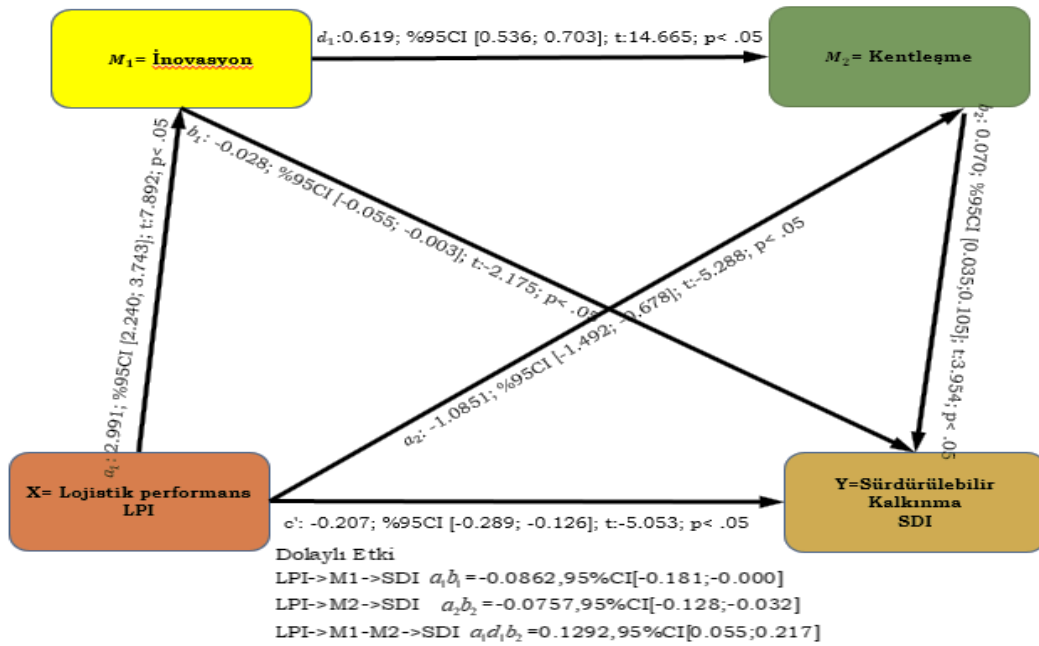 d₁:0.619; %95CI [0.536; 0.703]; t:14.665; p< .05
M₁= İnovasyon
M₂= Kentleşme
a₁: 2.991; %95CI [2.240; 3.743]; t:7.892; p< .05
b₁: -0.028; %95CI [-0.055; -0.003]; t:-2.175; p< .05
a₂: -1.0851; %95CI [-1.492; -0.678]; t:-5.288; p< .05
b₂: 0.070; %95CI [0.035;0.105]; t:3.954; p< .05
X= Lojistik performans
LPI
Y=Sürdürülebilir
Kalkınma
SDI
c': -0.207; %95CI [-0.289; -0.126]; t:-5.053; p< .05
Dolaylı Etki
LPI->M1->SDI a₁b₁=-0.0862,95%CI[-0.181;-0.000]
LPI->M2->SDI a₂b₂=-0.0757,95%CI[-0.128;-0.032]
LPI->M1-M2->SDI a₁d₁b₂=0.1292,95%CI[0.055;0.217]